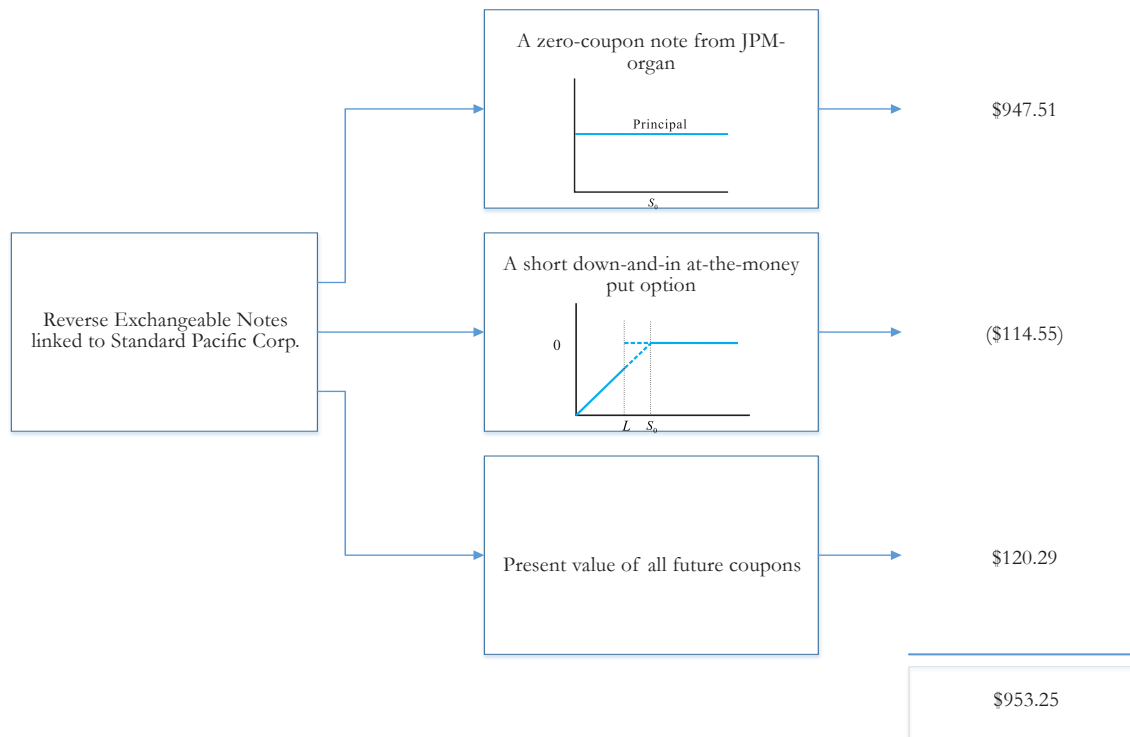 A zero-coupon note from JPM-
organ
Principal
S₀
$947.51
Reverse Exchangeable Notes
linked to Standard Pacific Corp.
A short down-and-in at-the-money
put option
0
L S₀
($114.55)
Present value of all future coupons
$120.29
$953.25